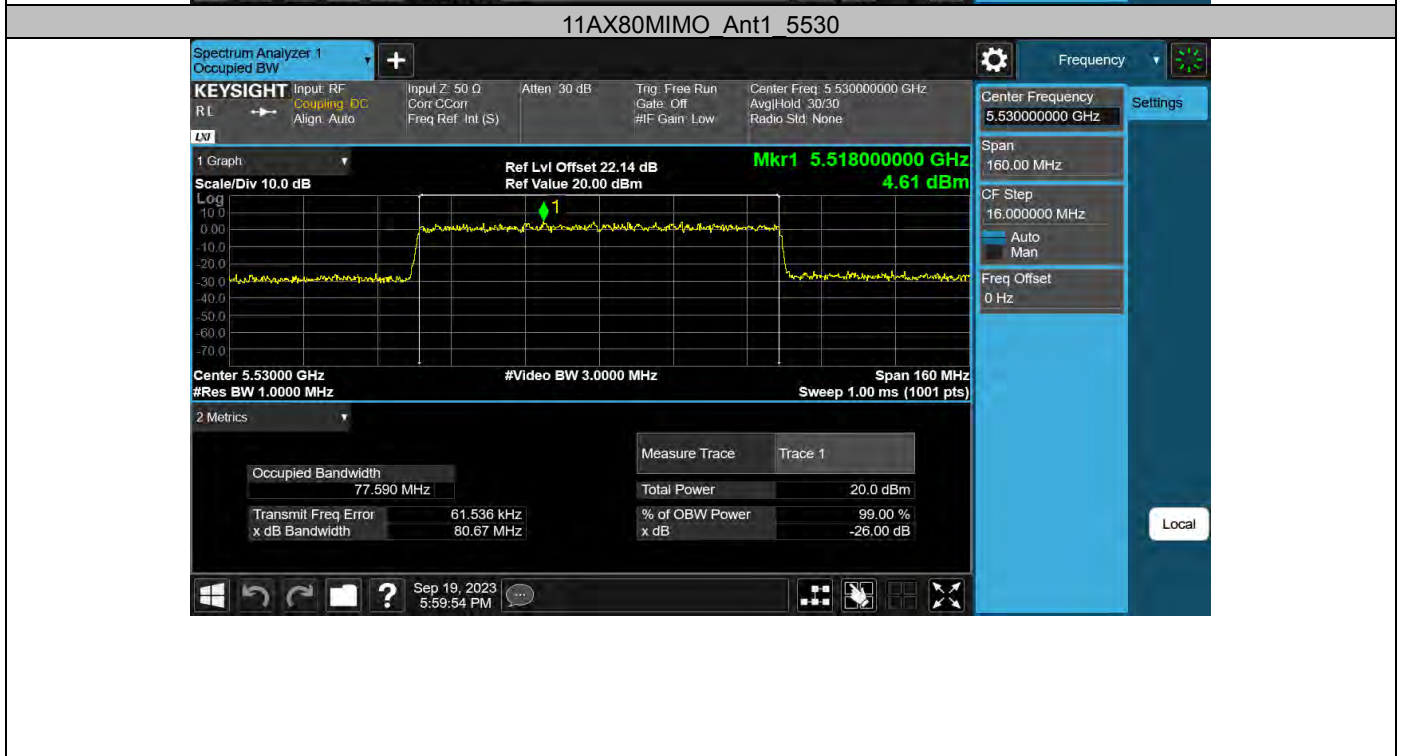 11AX80MIMO_Ant1_5530
Spectrum Analyzer 1
Occupied BW
+
Frequency
KEYSIGHT
RL
LXI
Input: RF
Coupling: DC
Align: Auto
Input Z: 50 Ω
Corr CCorr
Freq Ref: Int (S)
Atten: 30 dB
Trig: Free Run
Gate: Off
#IF Gain: Low
Center Freq: 5.530000000 GHz
Avg|Hold: 30/30
Radio Std: None
Center Frequency
5.530000000 GHz
Settings
Span
160.00 MHz
CF Step
16.000000 MHz
Auto
Man
Freq Offset
0 Hz
Local
1 Graph
Scale/Div 10.0 dB
Ref Lvl Offset 22.14 dB
Ref Value 20.00 dBm
Mkr1 5.518000000 GHz
4.61 dBm
Log
10.0
0.00
-10.0
-20.0
-30.0
-40.0
-50.0
-60.0
-70.0
1
Center 5.53000 GHz
#Res BW 1.0000 MHz
#Video BW 3.0000 MHz
Span 160 MHz
Sweep 1.00 ms (1001 pts)
2 Metrics
Measure Trace Trace 1
Occupied Bandwidth
77.590 MHz
Total Power 20.0 dBm
Transmit Freq Error 61.536 kHz
% of OBW Power 99.00 %
x dB Bandwidth 80.67 MHz
x dB -26.00 dB
?
Sep 19, 2023
5:59:54 PM